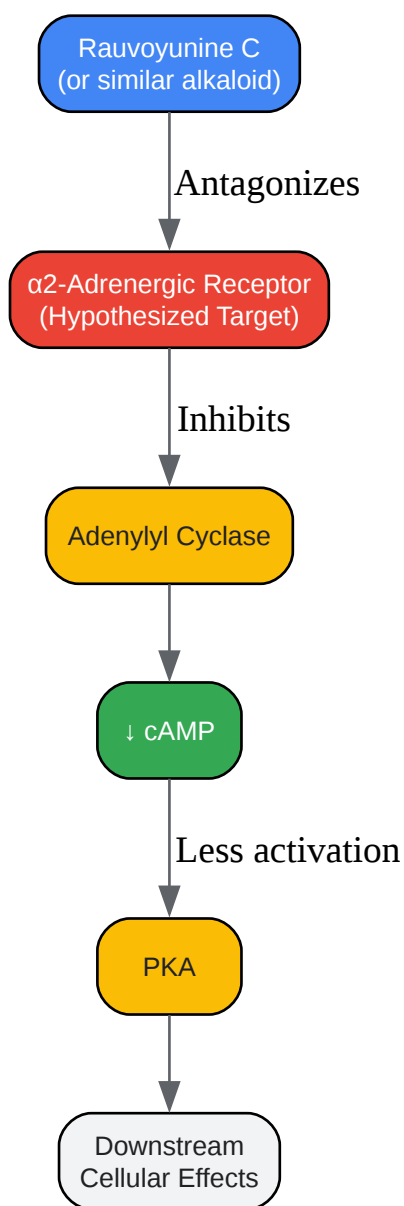 Rauvoyunine C
(or similar alkaloid)
Antagonizes
α2-Adrenergic Receptor
(Hypothesized Target)
Inhibits
Adenylyl Cyclase
↓ cAMP
Less activation
PKA
Downstream
Cellular Effects